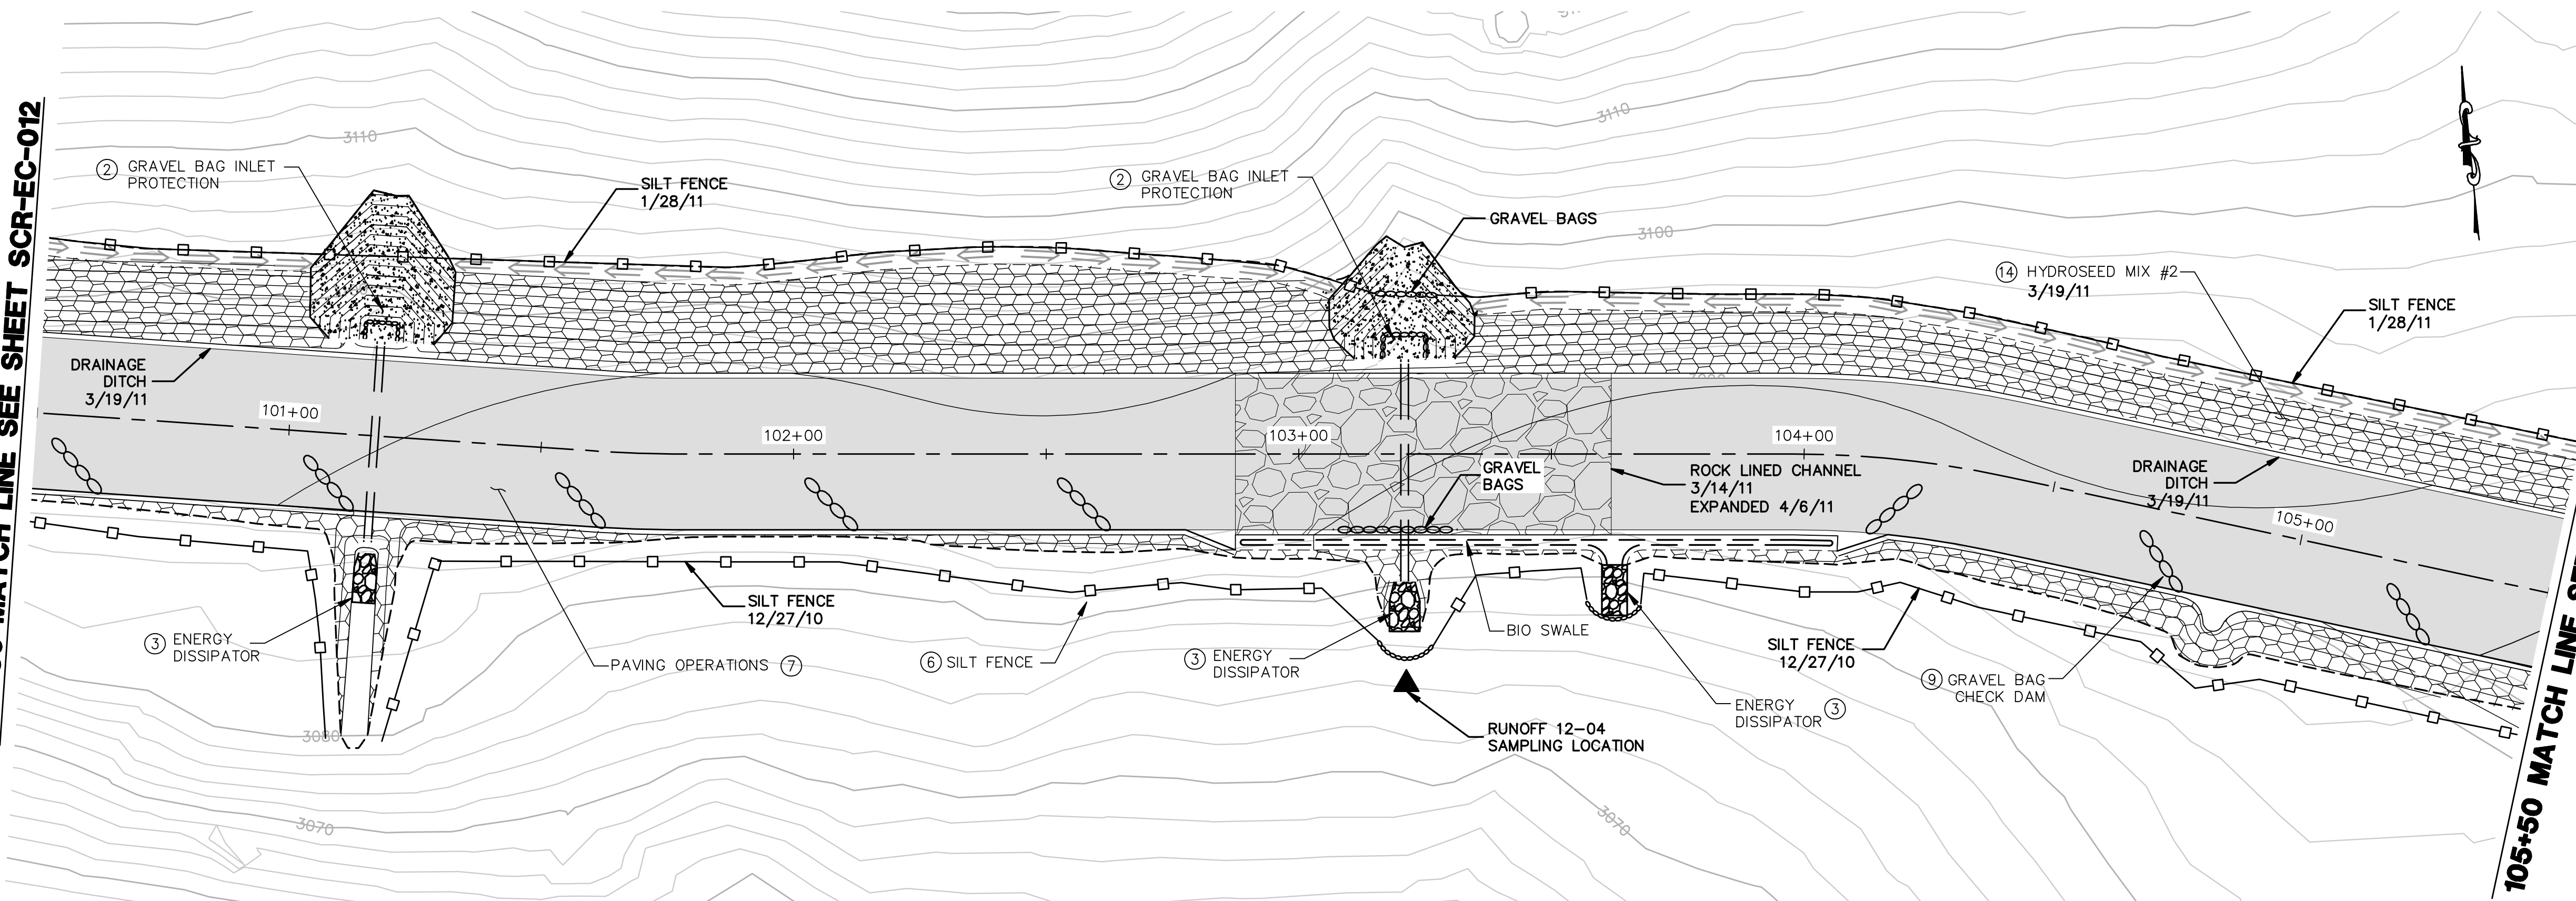 MATCH LINE SEE SHEET SCR-EC-012
3110
② GRAVEL BAG INLET
PROTECTION
SILT FENCE
1/28/11
② GRAVEL BAG INLET
PROTECTION
GRAVEL BAGS
3110
3100
⑭ HYDROSEED MIX #2
3/19/11
SILT FENCE
1/28/11
DRAINAGE
DITCH
3/19/11
101+00
102+00
103+00
104+00
105+00
GRAVEL
BAGS
ROCK LINED CHANNEL
3/14/11
EXPANDED 4/6/11
DRAINAGE
DITCH
3/19/11
③ ENERGY
DISSIPATOR
SILT FENCE
12/27/10
PAVING OPERATIONS ⑦
⑥ SILT FENCE
③ ENERGY
DISSIPATOR
BIO SWALE
SILT FENCE
12/27/10
⑨ GRAVEL BAG
CHECK DAM
ENERGY
DISSIPATOR ③
RUNOFF 12-04
SAMPLING LOCATION
3080
3070
3070
105+50 MATCH LINE